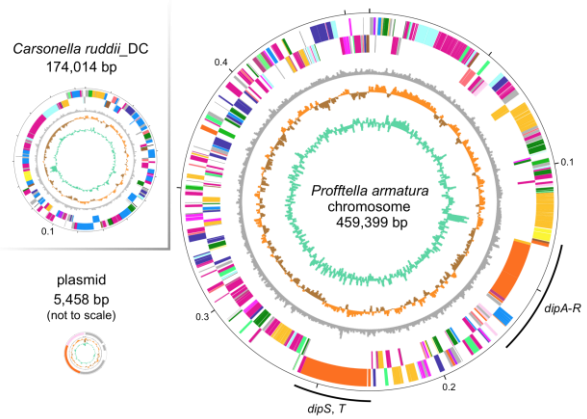 Carsonella ruddii_DC
174,014 bp
0.1
plasmid
5,458 bp
(not to scale)
0.4
0.1
Profftella armatura
chromosome
459,399 bp
dipA-R
0.3
0.2
dipS, T